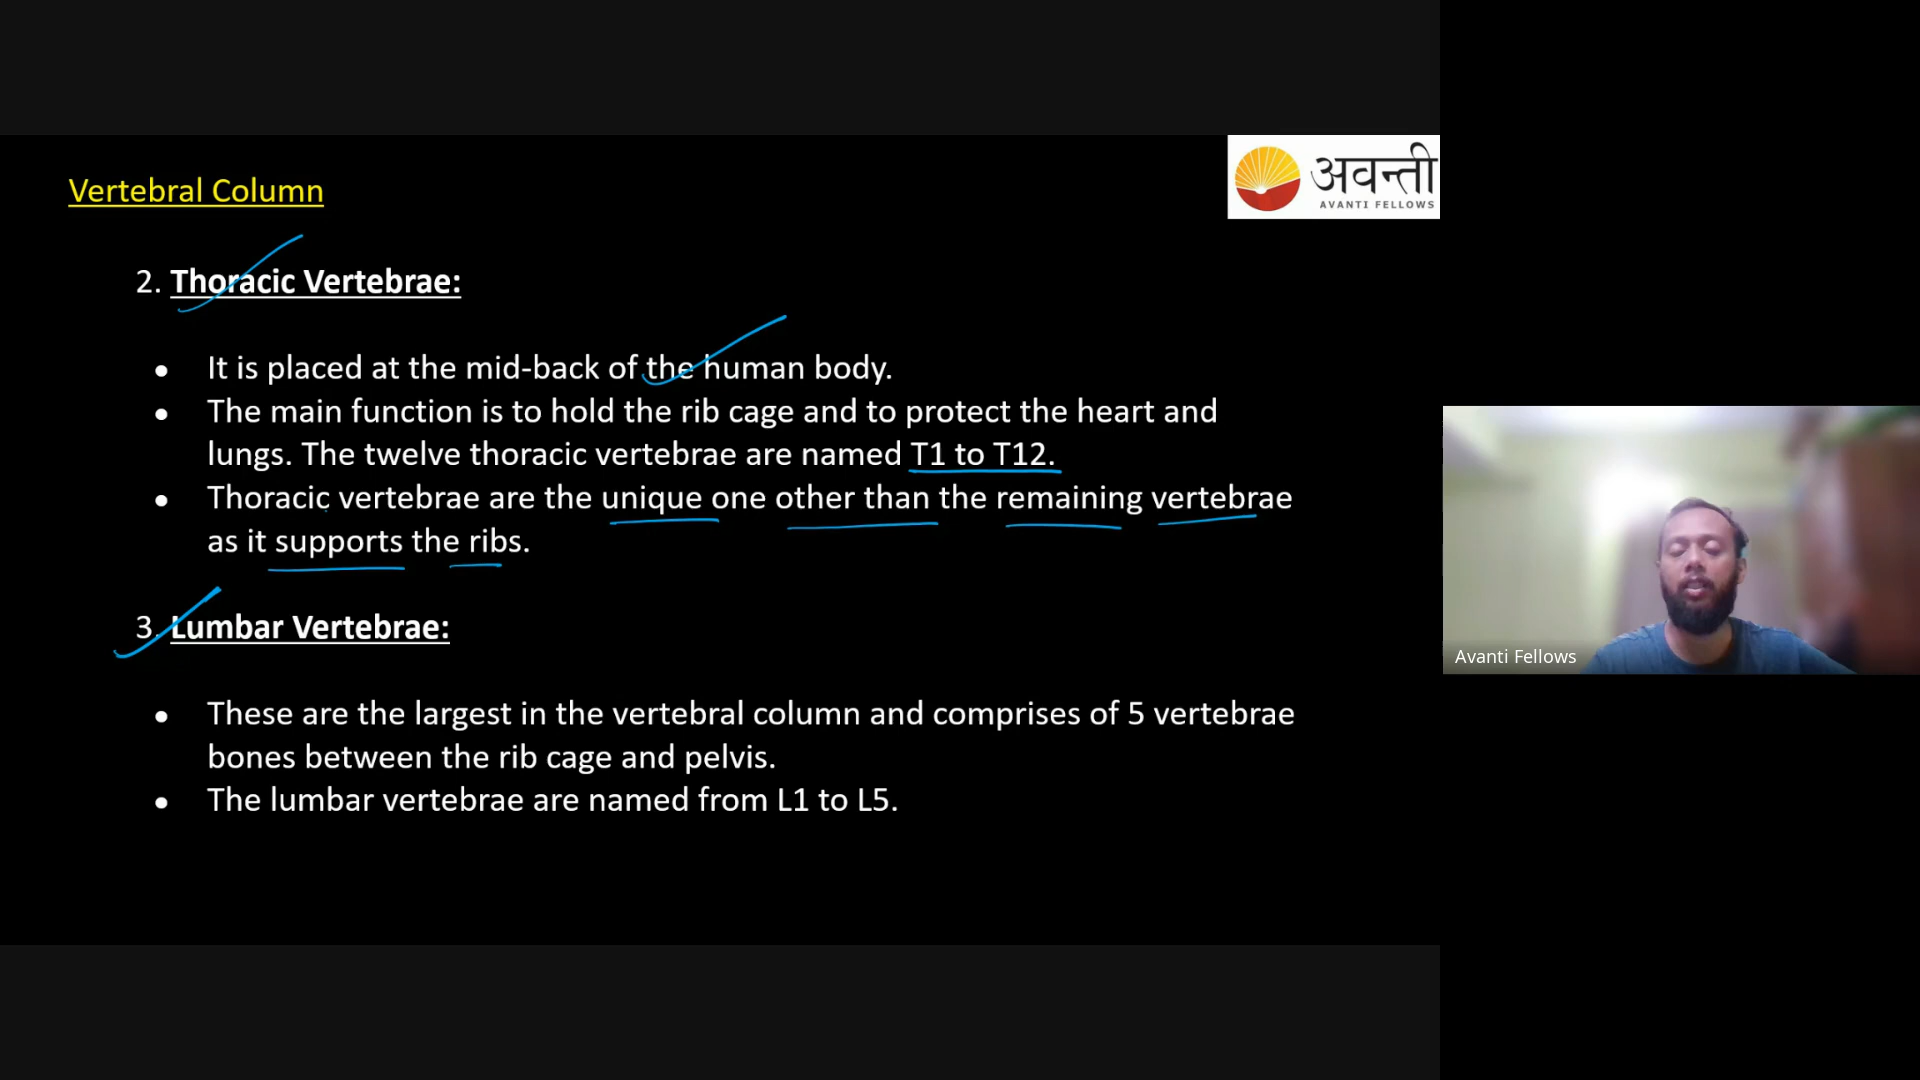 Vertebral Column
अवन्ती
AVANTI FELLOWS
2. Thoracic Vertebrae:
● It is placed at the mid-back of the human body.
● The main function is to hold the rib cage and to protect the heart and
lungs. The twelve thoracic vertebrae are named T1 to T12.
● Thoracic vertebrae are the unique one other than the remaining vertebrae
as it supports the ribs.
3. Lumbar Vertebrae:
● These are the largest in the vertebral column and comprises of 5 vertebrae
bones between the rib cage and pelvis.
● The lumbar vertebrae are named from L1 to L5.
Avanti Fellows